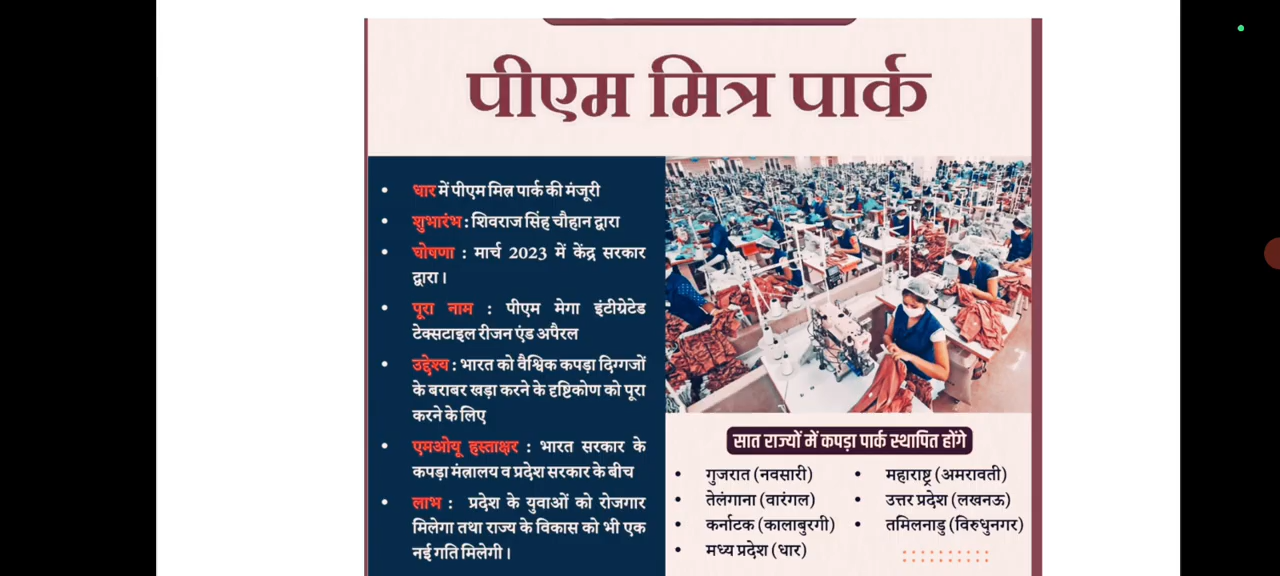 पीएम मित्र पार्क
• धार में पीएम मित्र पार्क की मंजूरी
• शुभारंभ : शिवराज सिंह चौहान द्वारा
• घोषणा : मार्च 2023 में केंद्र सरकार
द्वारा।
• पूरा नाम : पीएम मेगा इंटीग्रेटेड
टेक्सटाइल रीजन एंड अपैरल
• उद्देश्य : भारत को वैश्विक कपड़ा दिग्गजों
के बराबर खड़ा करने के दृष्टिकोण को पूरा
करने के लिए
• एमओयू हस्ताक्षर : भारत सरकार के
कपड़ा मंत्रालय व प्रदेश सरकार के बीच
• लाभ : प्रदेश के युवाओं को रोजगार
मिलेगा तथा राज्य के विकास को भी एक
नई गति मिलेगी।
सात राज्यों में कपड़ा पार्क स्थापित होंगे
• गुजरात (नवसारी)
• तेलंगाना (वारंगल)
• कर्नाटक (कालाबुरगी)
• मध्य प्रदेश (धार)
• महाराष्ट्र (अमरावती)
• उत्तर प्रदेश (लखनऊ)
• तमिलनाडु (विरुधुनगर)